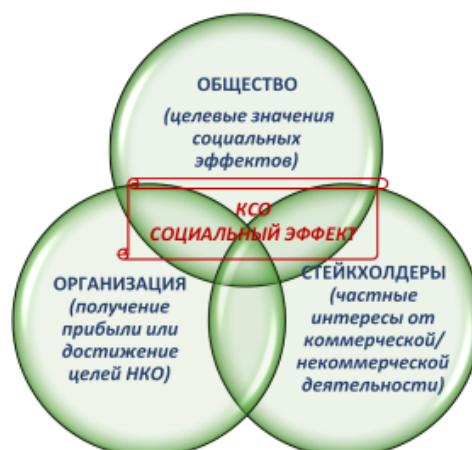 ОБЩЕСТВО
(целевые значения
социальных
эффектов)
КСО
СОЦИАЛЬНЫЙ ЭФФЕКТ
ОРГАНИЗАЦИЯ
(получение
прибыли или
достижение
целей НКО)
СТЕЙКХОЛДЕРЫ
(частные
интересы от
коммерческой/
некоммерческой
деятельности)